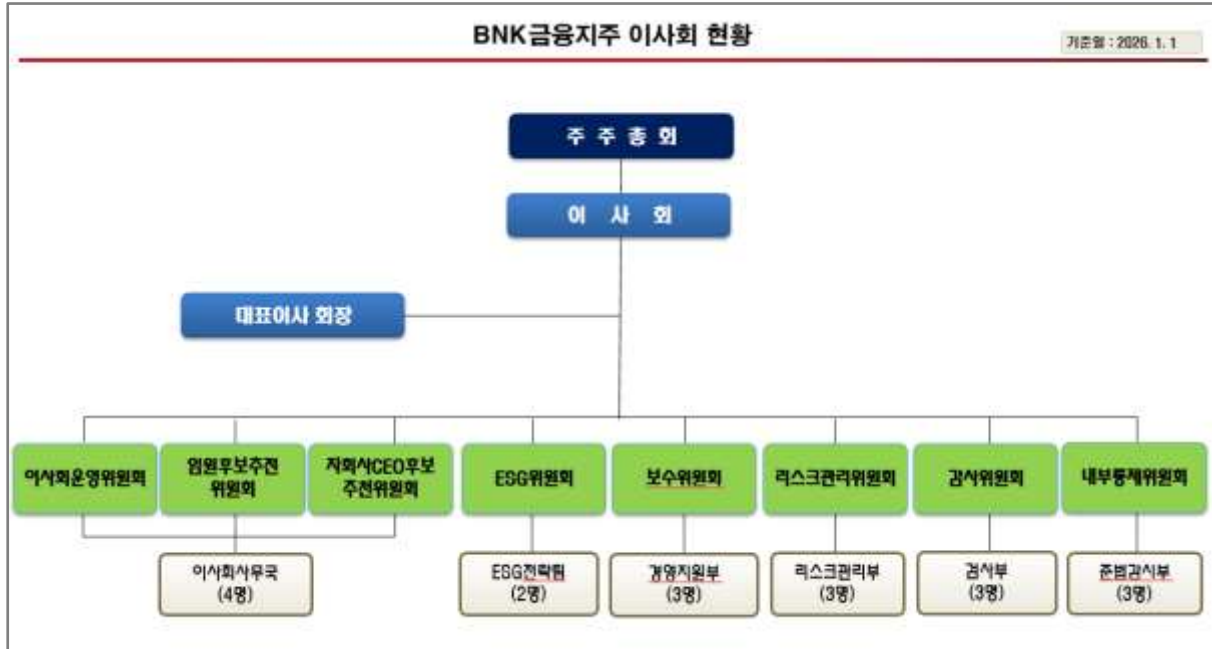 BNK금융지주 이사회 현황
기준일 : 2026. 1. 1
주 주 총 회
이 사 회
대표이사 회장
이사회운영위원회
임원후보추천
위원회
자회사CEO후보
추천위원회
ESG위원회
보수위원회
리스크관리위원회
감사위원회
내부통제위원회
이사회사무국
(4명)
ESG전략팀
(2명)
경영지원부
(3명)
리스크관리부
(3명)
검사부
(3명)
준법감시부
(3명)